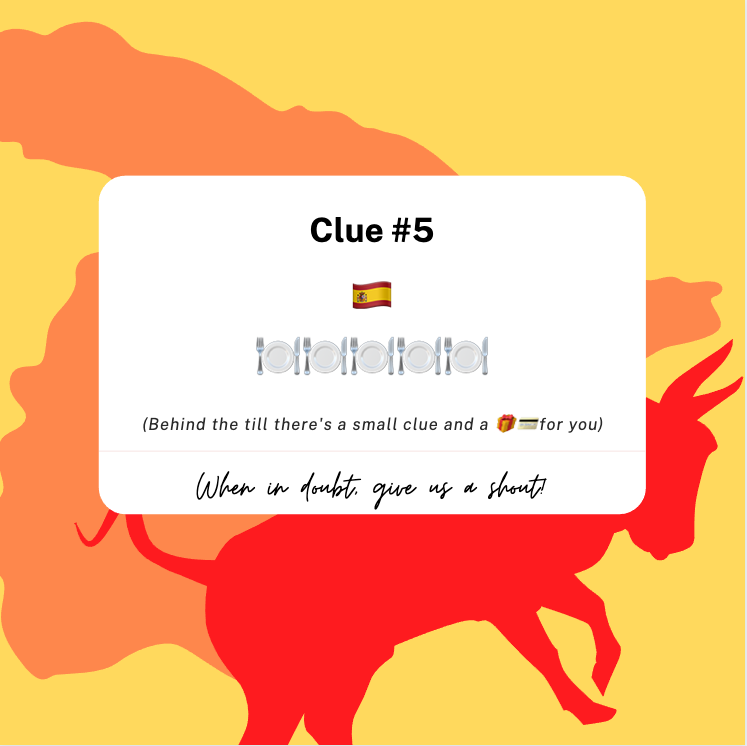 Clue #5
🇪🇸
🍽️🍽️🍽️🍽️🍽️
(Behind the till there's a small clue and a 🎁💳for you)
When in doubt, give us a shout!